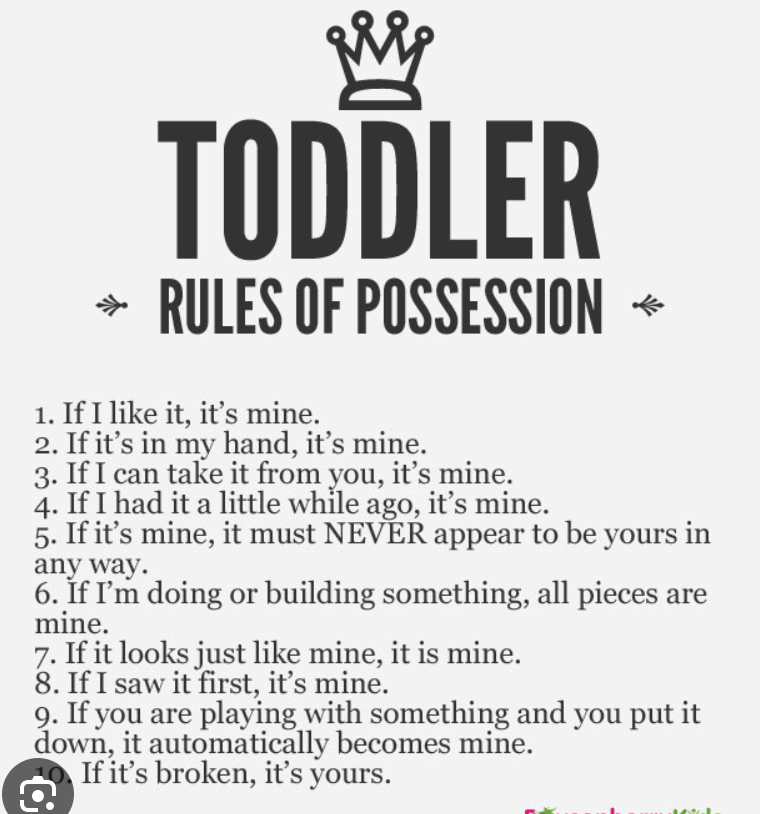 TODDLER
RULES OF POSSESSION
1. If I like it, it's mine.
2. If it's in my hand, it's mine.
3. If I can take it from you, it's mine.
4. If I had it a little while ago, it's mine.
5. If it's mine, it must NEVER appear to be yours in
any way.
6. If I'm doing or building something, all pieces are
mine.
7. If it looks just like mine, it is mine.
8. If I saw it first, it's mine.
9. If you are playing with something and you put it
down, it automatically becomes mine.
10. If it's broken, it's yours.